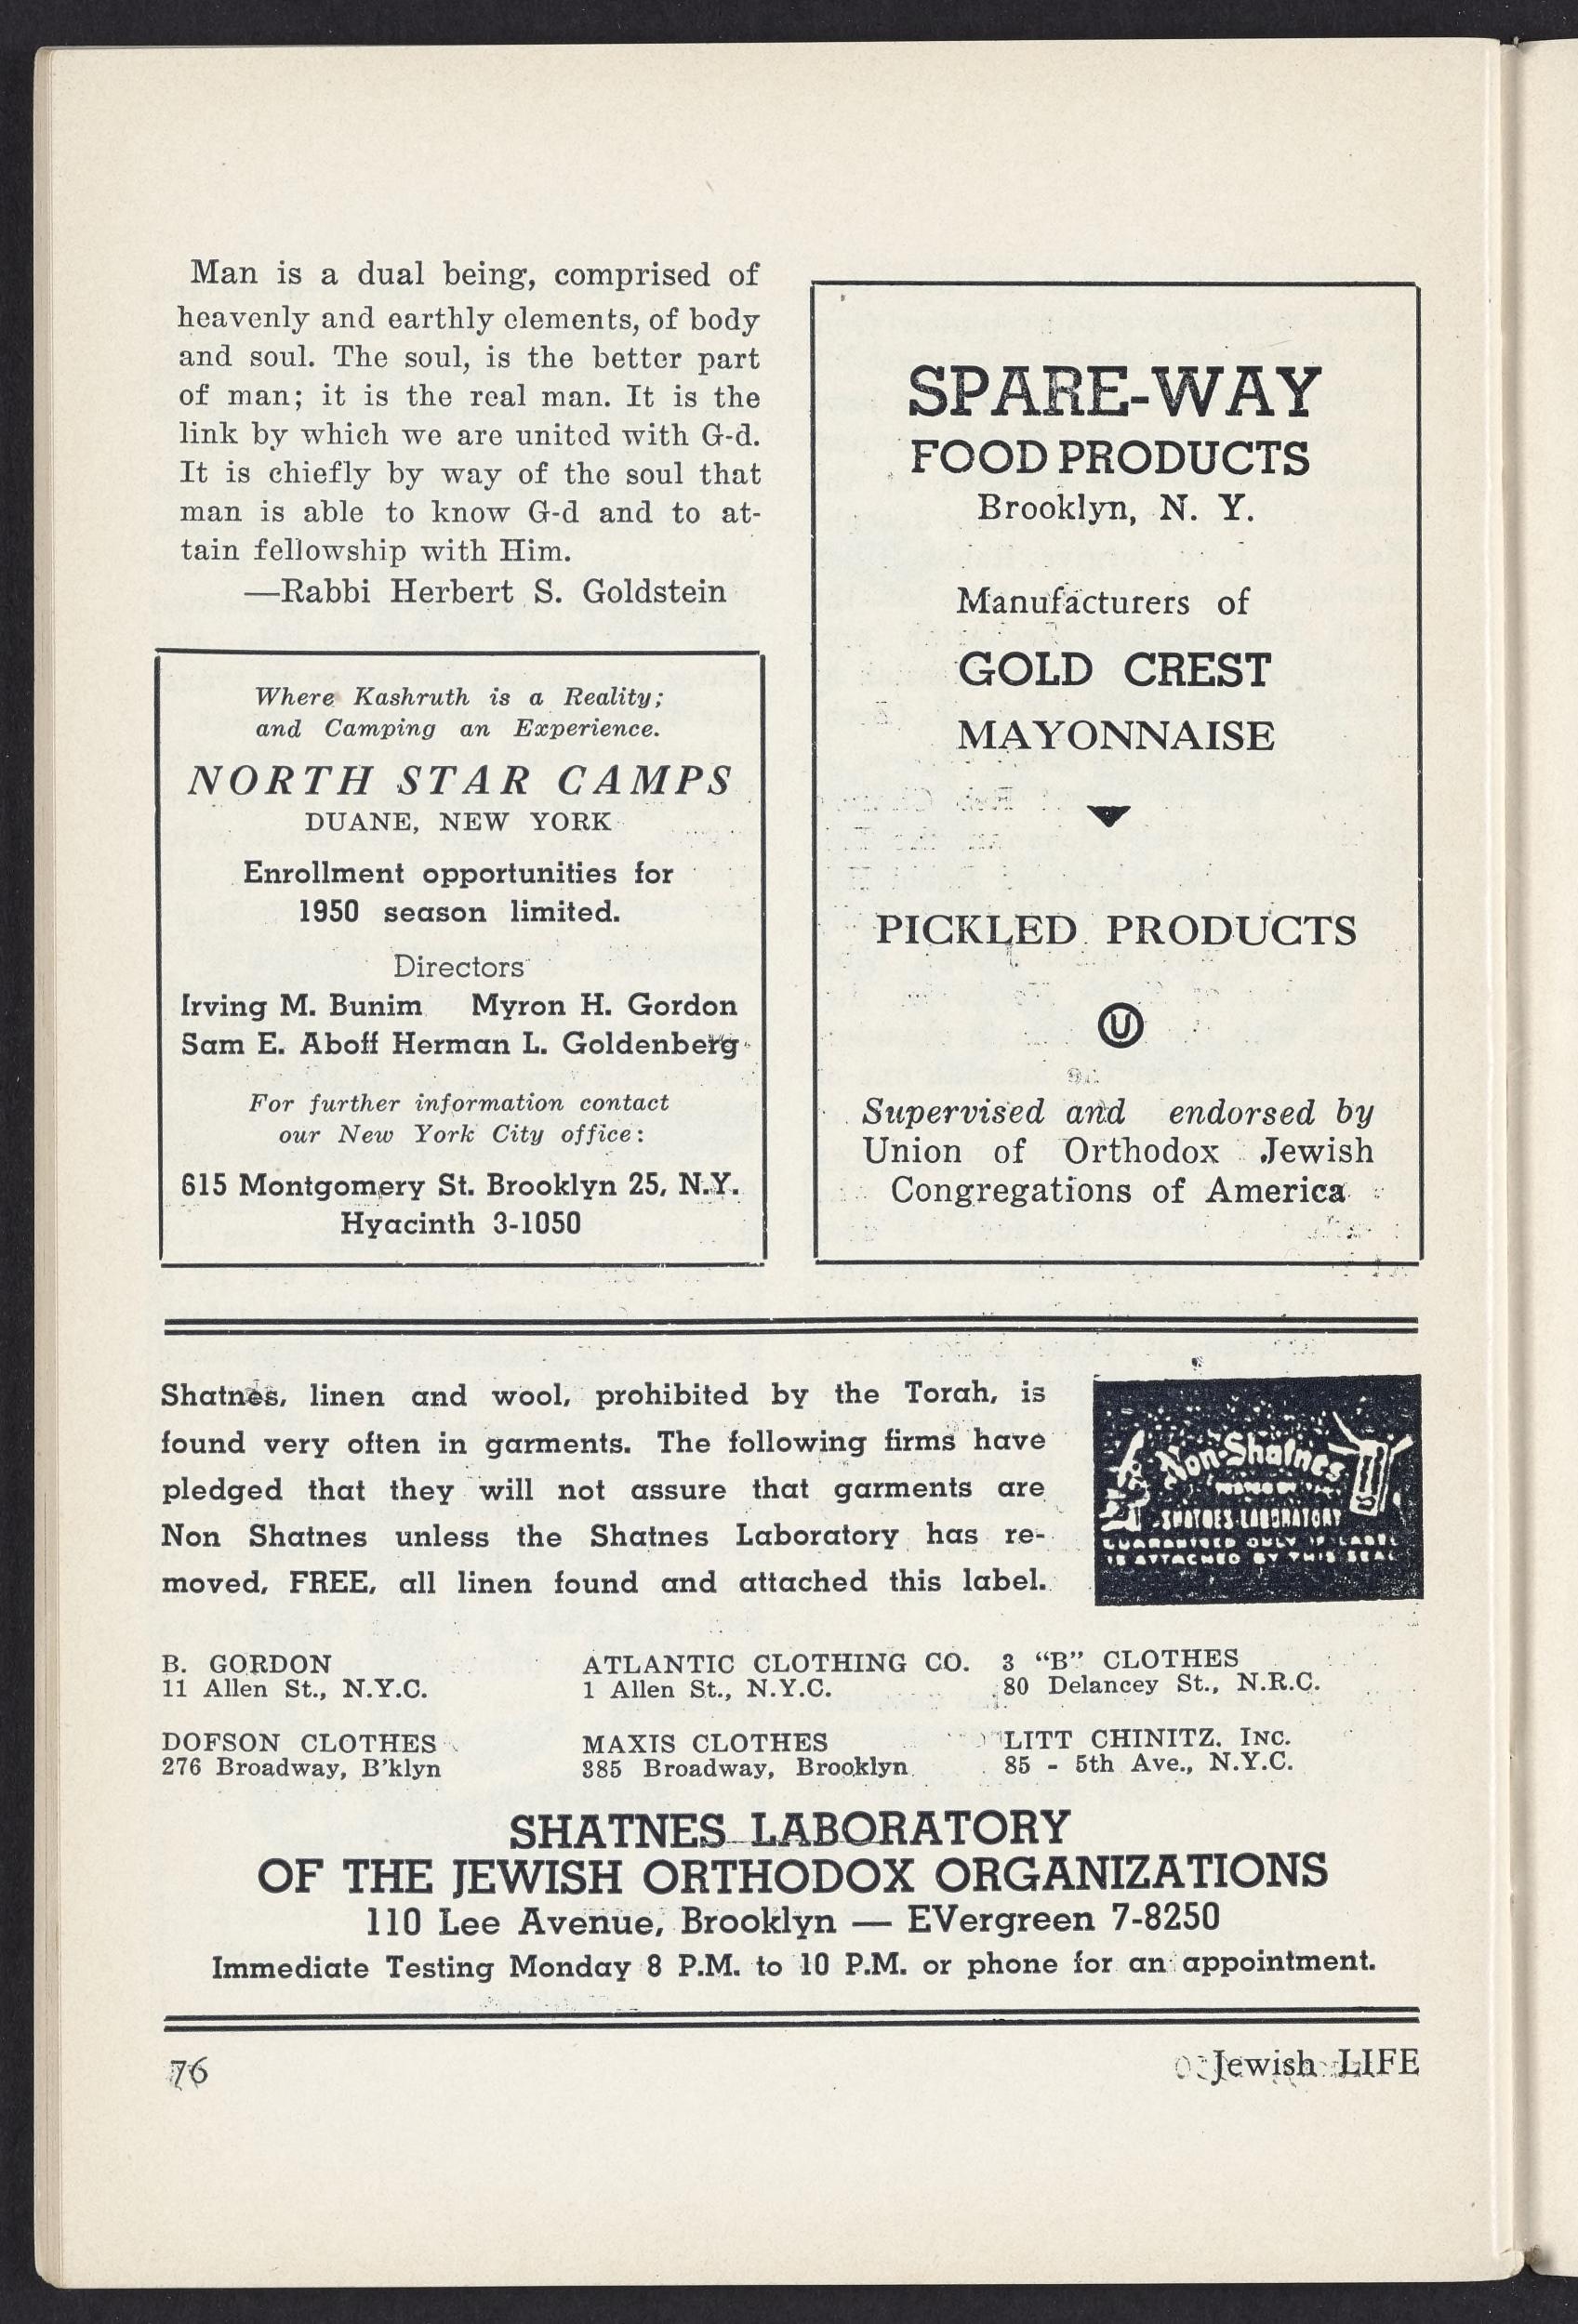 Man is a dual being, comprised of
heavenly and earthly elements, of body
and soul. The soul, is the better part
of man; it is the real man. It is the
link by which we are united with G-d.
It is chiefly by way of the soul that
man is able to know G-d and to at-
tain fellowship with Him.
—Rabbi Herbert S. Goldstein
Where Kashruth is a Reality;
and Camping an Experience.
NORTH STAR CAMPS
DUANE, NEW YORK
Enrollment opportunities for
1950 season limited.
Directors
Irving M. Bunim Myron H. Gordon
Sam E. Aboff Herman L. Goldenberg
For further information contact
our New York City office:
615 Montgomery St. Brooklyn 25, N.Y.
Hyacinth 3-1050
SPARE-WAY
FOOD PRODUCTS
Brooklyn, N. Y.
Manufacturers of
GOLD CREST
MAYONNAISE
PICKLED PRODUCTS
Ⓤ
Supervised and endorsed by
Union of Orthodox Jewish
Congregations of America
Shatnes, linen and wool, prohibited by the Torah, is
found very often in garments. The following firms have
pledged that they will not assure that garments are
Non Shatnes unless the Shatnes Laboratory has re-
moved, FREE, all linen found and attached this label.
Non-Shatnes
SHATNES LABORATORY
GUARANTEED ONLY IF LABEL
IS ATTACHED BY THIS SEAL
B. GORDON
11 Allen St., N.Y.C.
ATLANTIC CLOTHING CO.
1 Allen St., N.Y.C.
3 “B” CLOTHES
80 Delancey St., N.R.C.
DOFSON CLOTHES
276 Broadway, B’klyn
MAXIS CLOTHES
385 Broadway, Brooklyn
LITT CHINITZ, INC.
85 - 5th Ave., N.Y.C.
SHATNES LABORATORY
OF THE JEWISH ORTHODOX ORGANIZATIONS
110 Lee Avenue, Brooklyn — EVergreen 7-8250
Immediate Testing Monday 8 P.M. to 10 P.M. or phone for an appointment.
76
Jewish LIFE